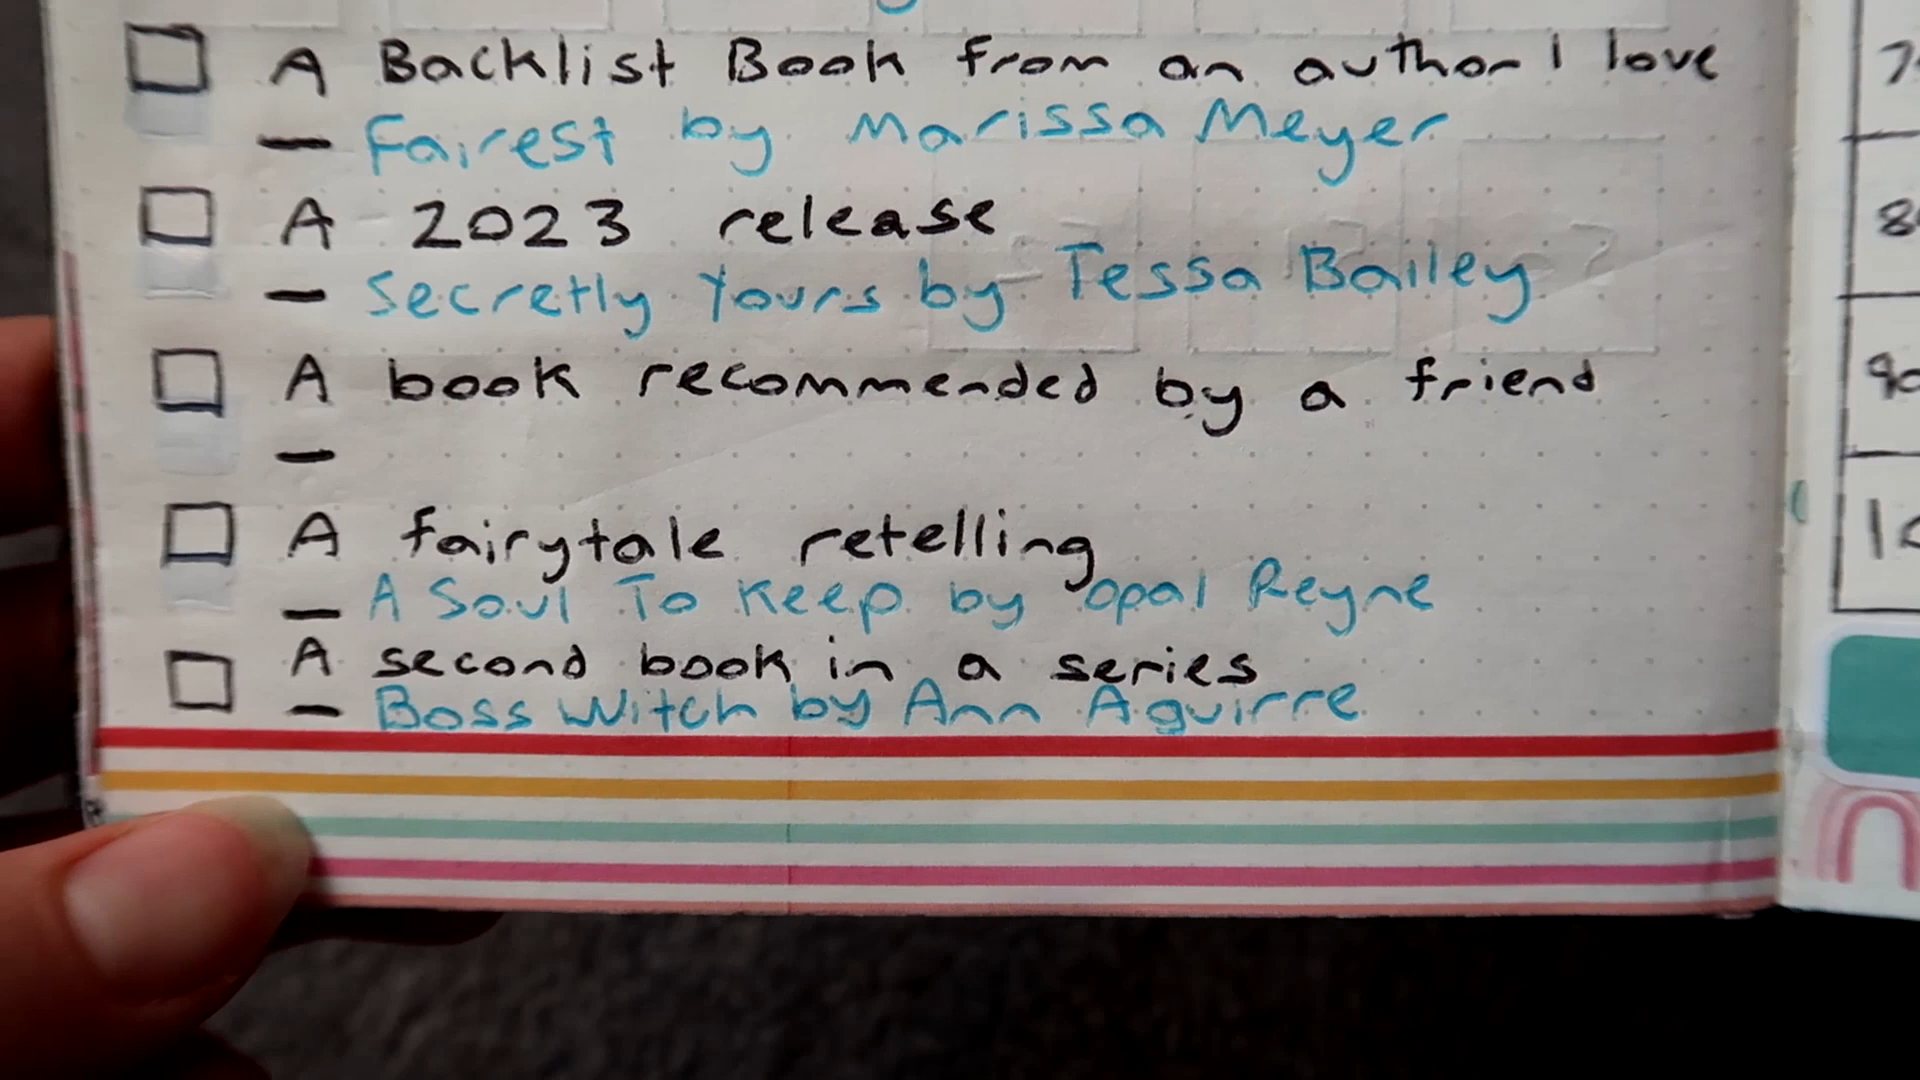 A Backlist Book from an author I love
— Fairest by Marissa Meyer
A 2023 release
— Secretly Yours by Tessa Bailey
A book recommended by a friend
—
A fairytale retelling
— A Soul To Keep by Opal Reyne
A second book in a series
— Boss Witch by Ann Aguirre